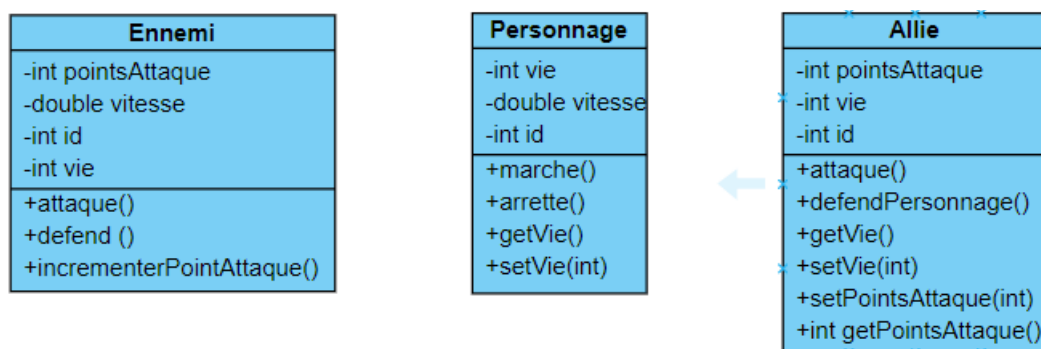 Ennemi
-int pointsAttaque
-double vitesse
-int id
-int vie
+attaque()
+defend ()
+incrementerPointAttaque()
Personnage
-int vie
-double vitesse
-int id
+marche()
+arrette()
+getVie()
+setVie(int)
Allie
-int pointsAttaque
-int vie
-int id
+attaque()
+defendPersonnage()
+getVie()
+setVie(int)
+setPointsAttaque(int)
+int getPointsAttaque()